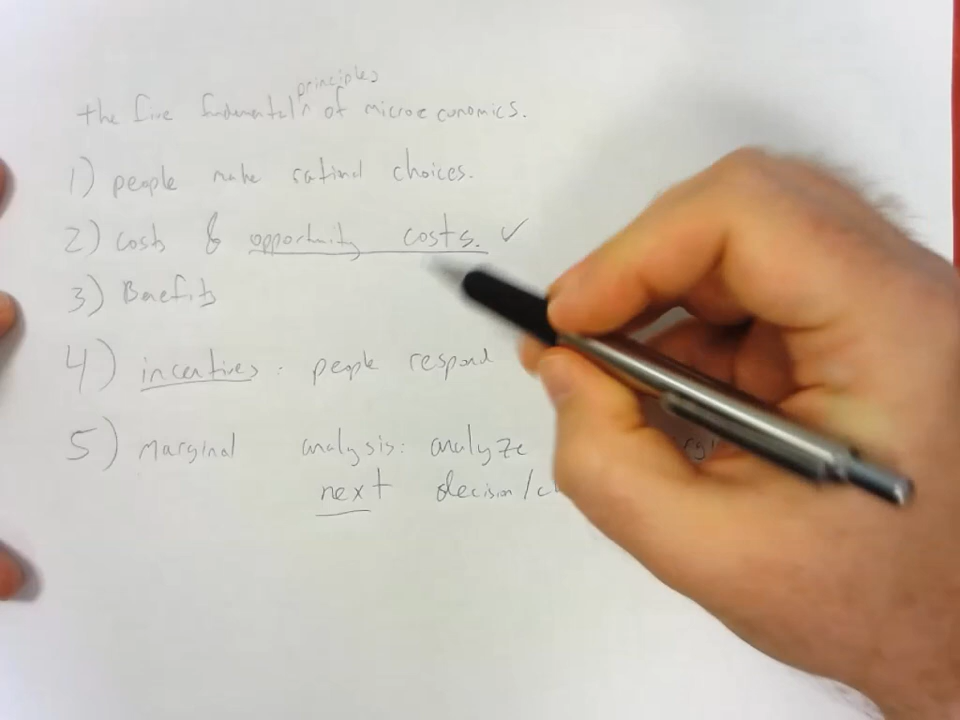 the five fundemental principles of microeconomics.
1) people make rational choices.
2) costs & opportunity costs. ✓
3) Benefits
4) incentives. people respond
5) Marginal analysis: analyze
next decision/